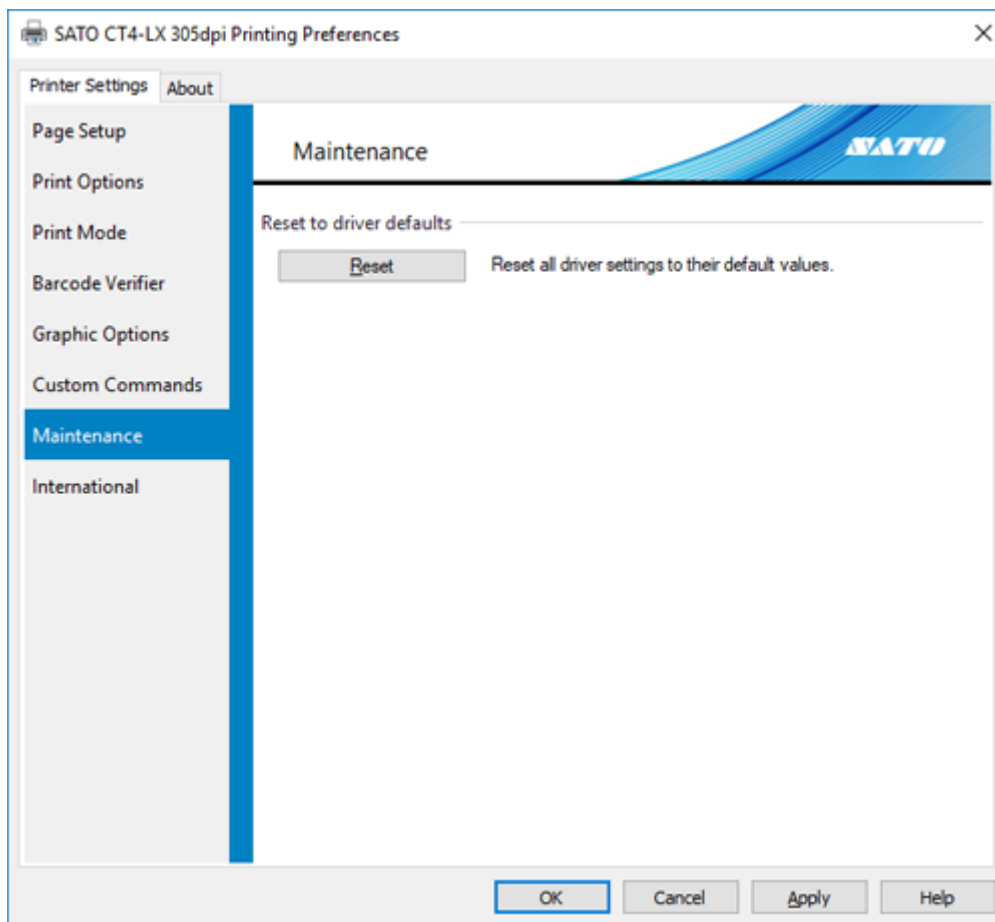 SATO CT4-LX 305dpi Printing Preferences
Printer Settings
About
Page Setup
Print Options
Print Mode
Barcode Verifier
Graphic Options
Custom Commands
Maintenance
International
Maintenance
SATO
Reset to driver defaults
Reset
Reset all driver settings to their default values.
OK
Cancel
Apply
Help